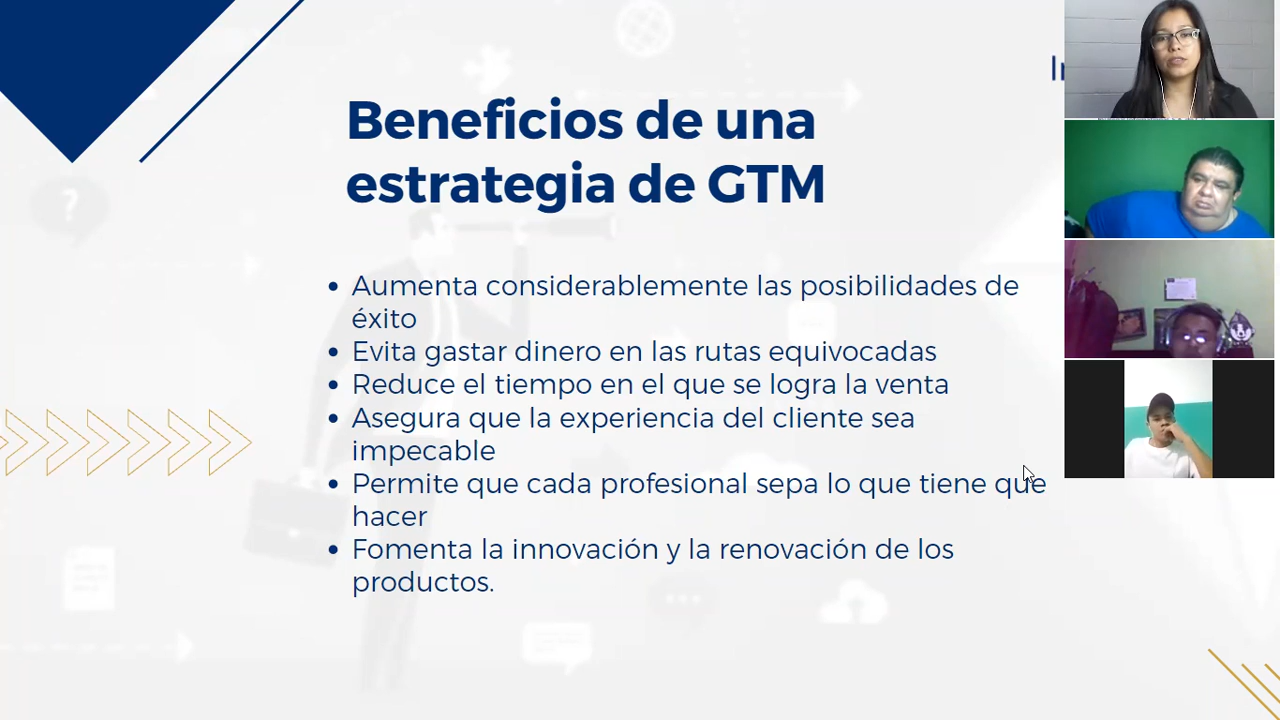 Beneficios de una
estrategia de GTM
• Aumenta considerablemente las posibilidades de
éxito
• Evita gastar dinero en las rutas equivocadas
• Reduce el tiempo en el que se logra la venta
• Asegura que la experiencia del cliente sea
impecable
• Permite que cada profesional sepa lo que tiene que
hacer
• Fomenta la innovación y la renovación de los
productos.